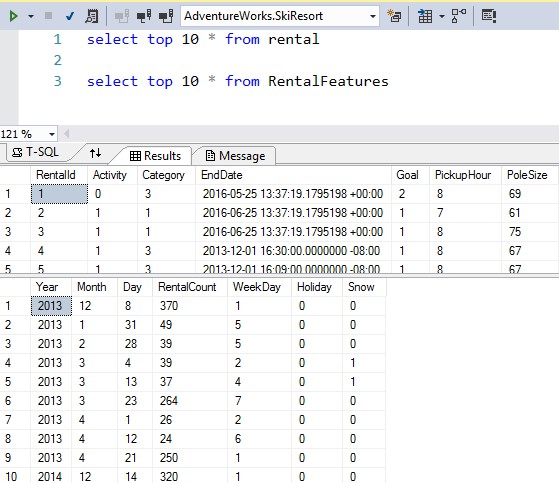 AdventureWorks.SkiResort
1 select top 10 * from rental
2
3 select top 10 * from RentalFeatures
121 %
T-SQL Results Message
RentalId Activity Category EndDate Goal PickupHour PoleSize
1 1 0 3 2016-05-25 13:37:19.1795198 +00:00 2 8 69
2 2 1 1 2016-06-25 13:37:19.1795198 +00:00 1 7 61
3 3 1 1 2016-06-25 13:37:19.1795198 +00:00 1 8 75
4 4 1 3 2013-12-01 16:30:00.0000000 -08:00 1 8 67
5 5 1 3 2013-12-01 16:09:00.0000000 -08:00 1 8 67
Year Month Day RentalCount WeekDay Holiday Snow
1 2013 12 8 370 1 0 0
2 2013 1 31 49 5 0 0
3 2013 2 28 39 5 0 0
4 2013 3 4 39 2 0 1
5 2013 3 13 37 4 0 1
6 2013 3 23 264 7 0 0
7 2013 4 1 26 2 0 0
8 2013 4 12 24 6 0 0
9 2013 4 21 250 1 0 0
10 2014 12 14 320 1 0 0